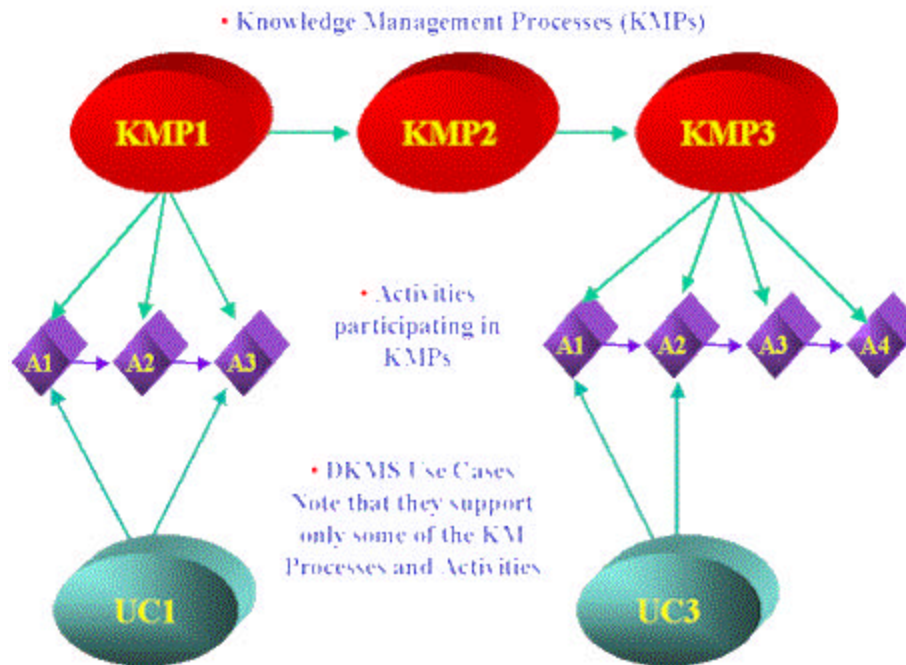 • Knowledge Management Processes (KMPs)
KMP1
KMP2
KMP3
• Activities
participating in
KMPs
A1
A2
A3
A1
A2
A3
A4
• DKMS Use Cases
Note that they support
only some of the KM
Processes and Activities
UC1
UC3